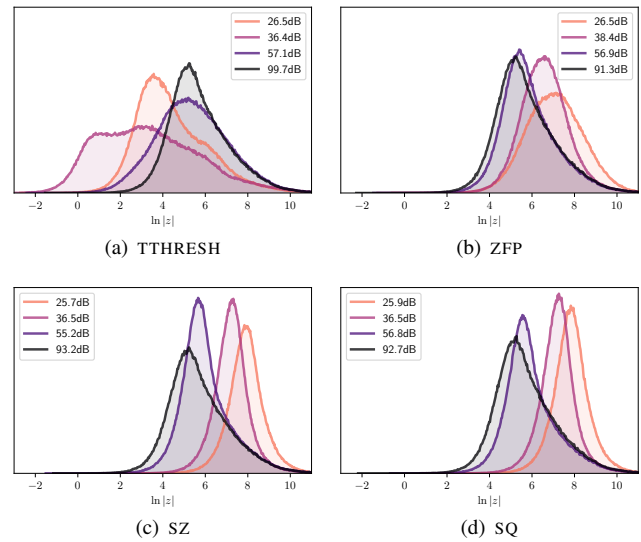 26.5dB
36.4dB
57.1dB
99.7dB
−2 0 2 4 6 8 10
ln |z|
(a) TTHRESH
26.5dB
38.4dB
56.9dB
91.3dB
−2 0 2 4 6 8 10
ln |z|
(b) ZFP
25.7dB
36.5dB
55.2dB
93.2dB
−2 0 2 4 6 8 10
ln |z|
(c) SZ
25.9dB
36.5dB
56.8dB
92.7dB
−2 0 2 4 6 8 10
ln |z|
(d) SQ